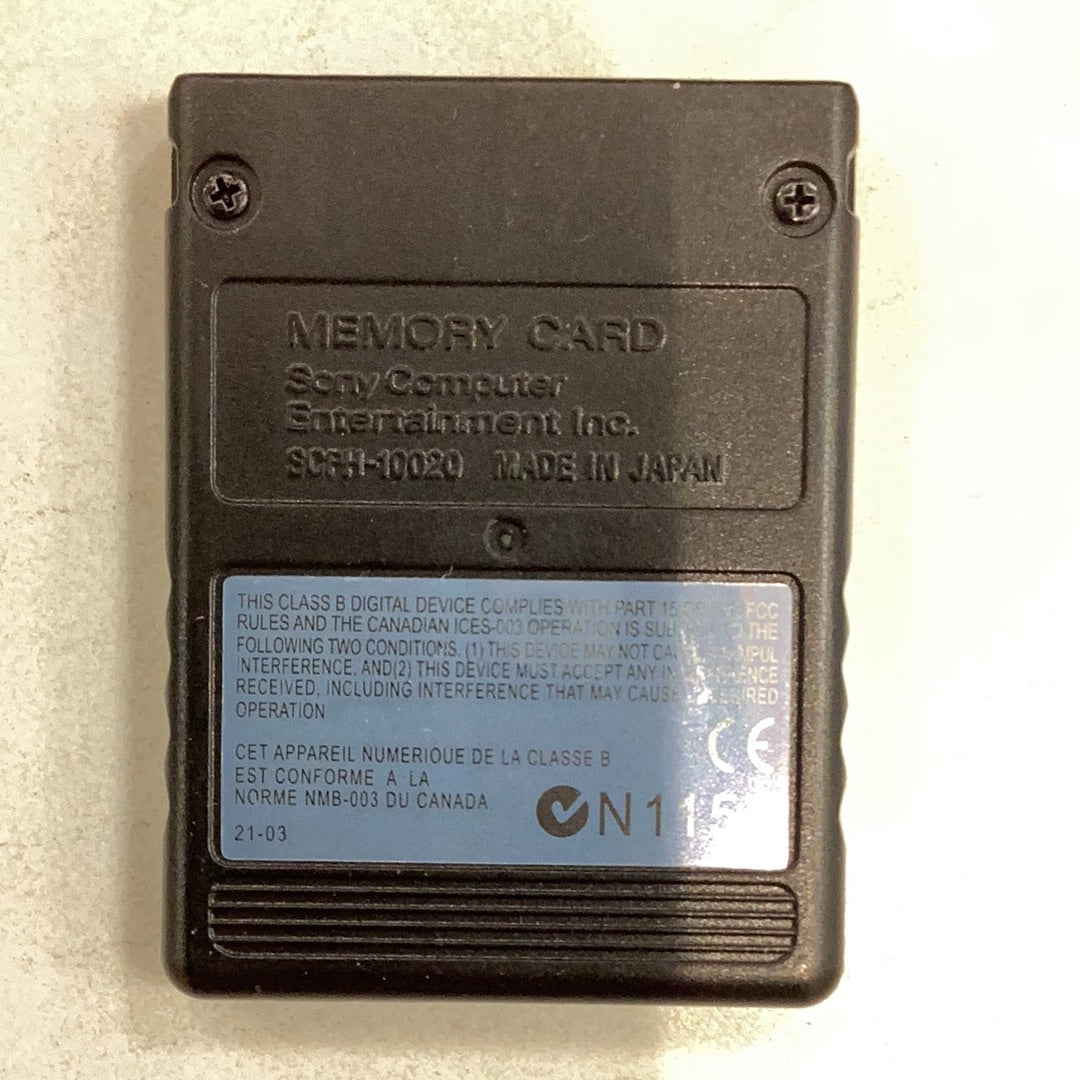 MEMORY CARD
Sony Computer
Entertainment Inc.
SCPH-10020 MADE IN JAPAN
THIS CLASS B DIGITAL DEVICE COMPLIES WITH PART 15 FCC
RULES AND THE CANADIAN ICES-003 OPERATION IS THE
FOLLOWING TWO CONDITIONS. (1) THIS DEVICE MAY NOT
INTERFERENCE, AND(2) THIS DEVICE MUST ACCEPT ANY
RECEIVED, INCLUDING INTERFERENCE THAT MAY CAUSE
OPERATION
CE
CET APPAREIL NUMERIOUE DE LA CLASSE B
EST CONFORME A LA
NORME NMB-003 DU CANADA
21-03